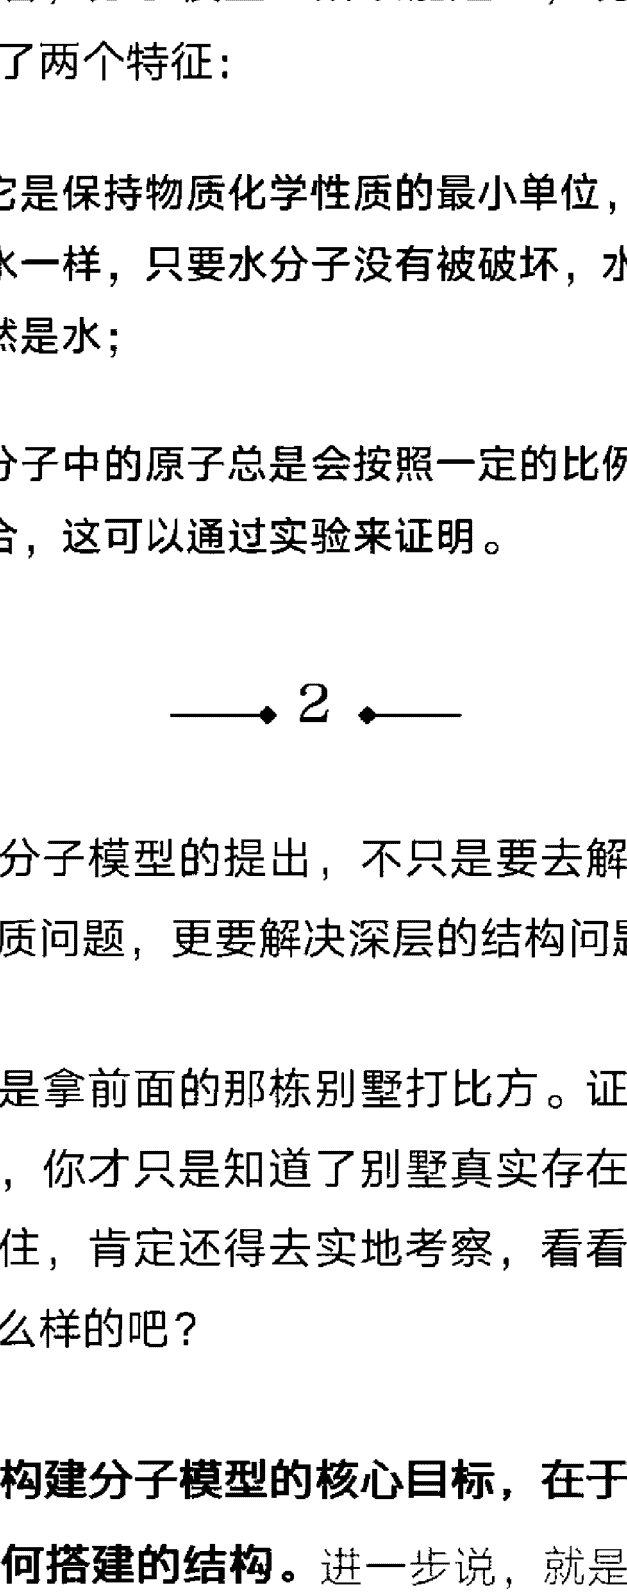 了两个特征：
它是保持物质化学性质的最小单位，
水一样，只要水分子没有被破坏，水
然是水；
分子中的原子总是会按照一定的比例
合，这可以通过实验来证明。
2
分子模型的提出，不只是要去解
质问题，更要解决深层的结构问题
是拿前面的那栋别墅打比方。证
，你才只是知道了别墅真实存在
住，肯定还得去实地考察，看看
么样的吧？
构建分子模型的核心目标，在于
何搭建的结构。进一步说，就是